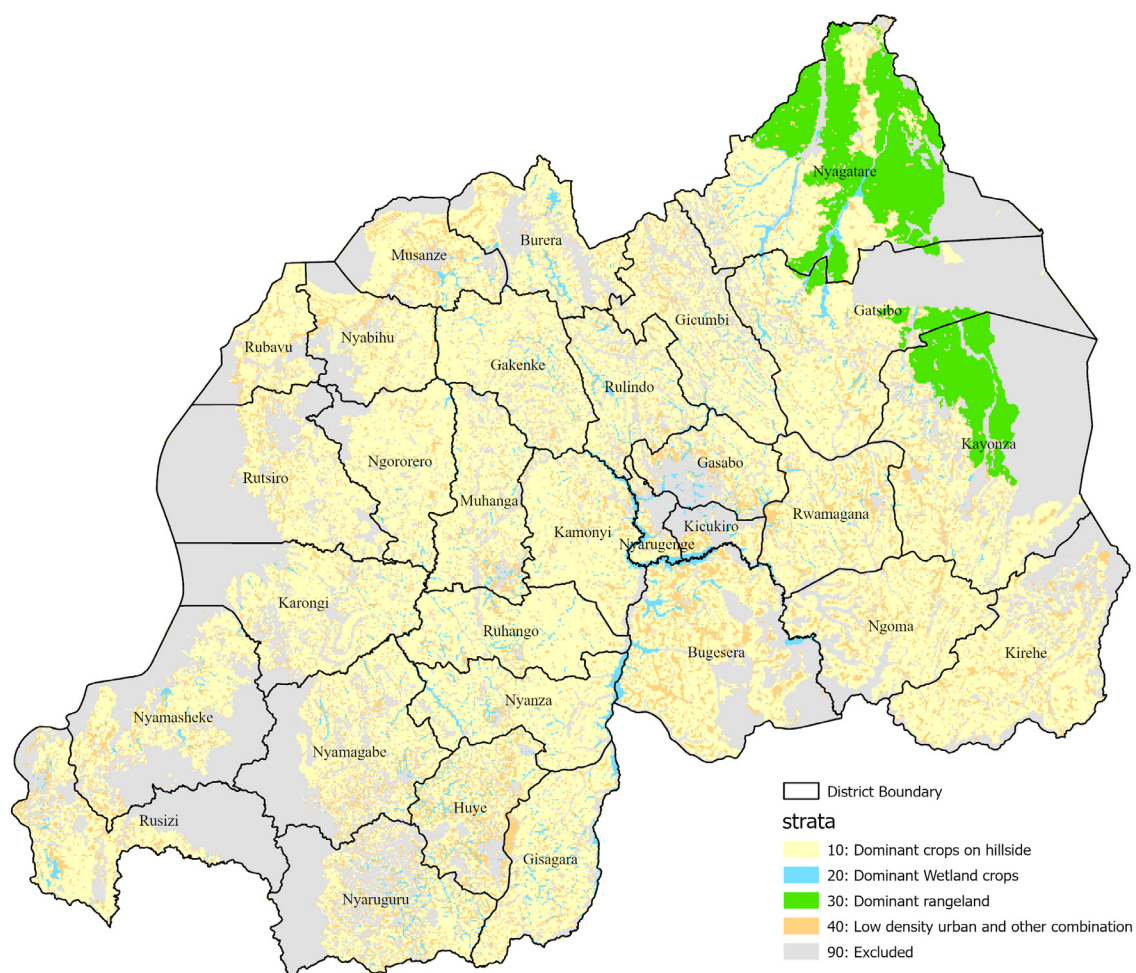 Nyagatare
Burera
Musanze
Gatsibo
Gicumbi
Rubavu
Nyabihu
Gakenke
Rulindo
Kayonza
Gasabo
Ngororero
Rutsiro
Muhanga
Rwamagana
Kamonyi
Kicukiro
Nyarugenge
Karongi
Ngoma
Ruhango
Bugesera
Kirehe
Nyanza
Nyamasheke
Nyamagabe
Huye
Rusizi
Gisagara
Nyaruguru
District Boundary
strata
10: Dominant crops on hillside
20: Dominant Wetland crops
30: Dominant rangeland
40: Low density urban and other combination
90: Excluded